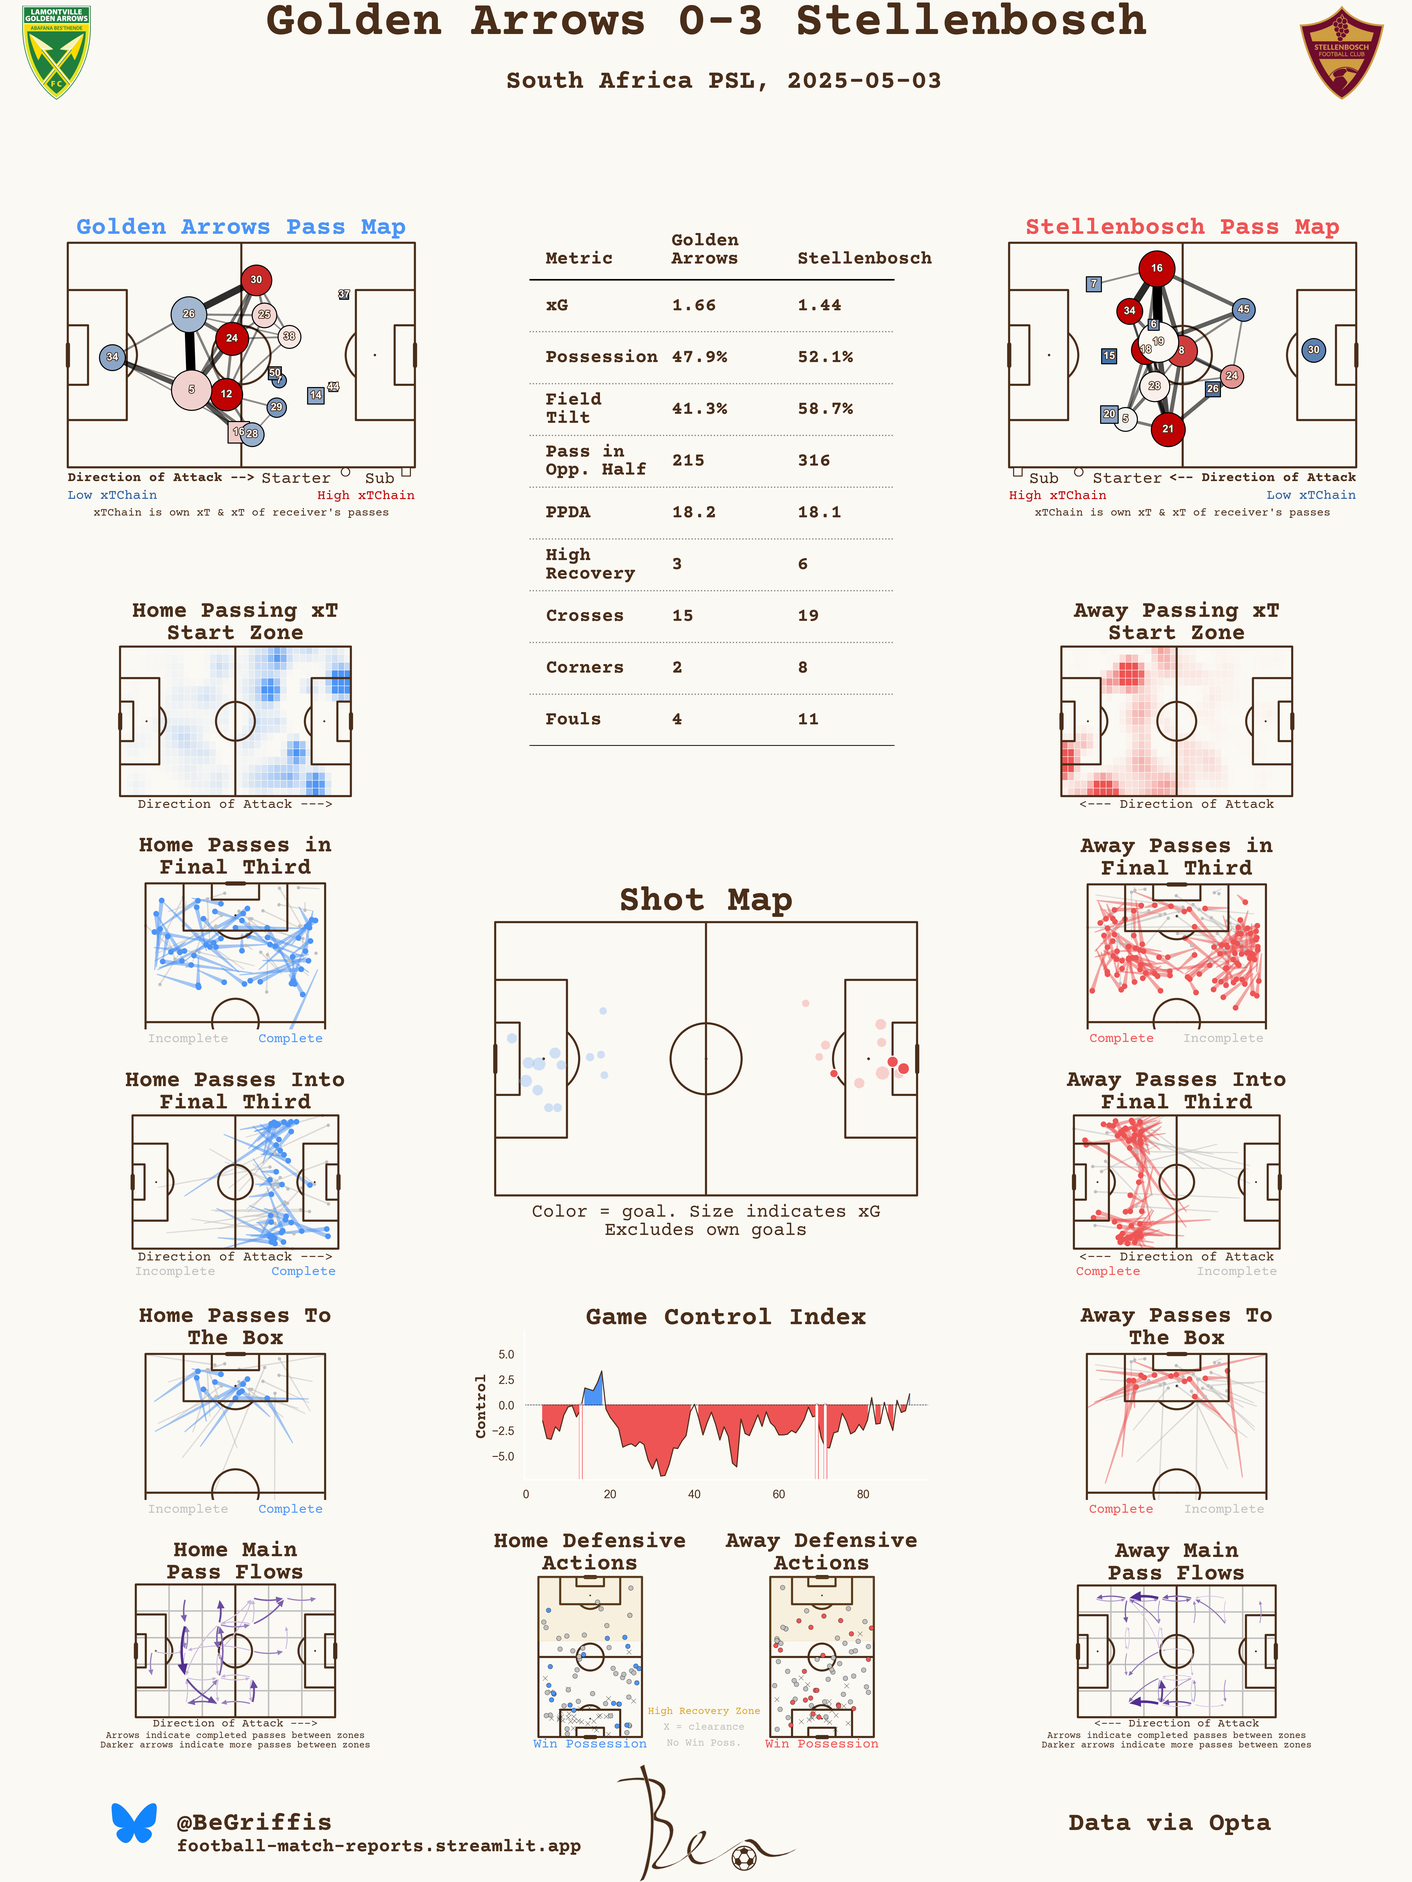 Golden Arrows 0-3 Stellenbosch
South Africa PSL, 2025-05-03
LAMONTVILLE
GOLDEN ARROWS
ABAFANA BES'THENDE
FC
STELLENBOSCH
FOOTBALL CLUB
Golden Arrows Pass Map
30
37
26
25
24
38
34
50
7
5
12
14
44
29
16
28
Direction of Attack --> Starter Sub
Low xTChain High xTChain
xTChain is own xT & xT of receiver's passes
Metric Golden Arrows Stellenbosch
xG 1.66 1.44
Possession 47.9% 52.1%
Field Tilt 41.3% 58.7%
Pass in Opp. Half 215 316
PPDA 18.2 18.1
High Recovery 3 6
Crosses 15 19
Corners 2 8
Fouls 4 11
Stellenbosch Pass Map
16
7
34
45
6
19
18
8
15
30
24
28
26
20
5
21
Sub Starter <-- Direction of Attack
High xTChain Low xTChain
xTChain is own xT & xT of receiver's passes
Home Passing xT
Start Zone
Direction of Attack --->
Away Passing xT
Start Zone
<--- Direction of Attack
Home Passes in
Final Third
Incomplete Complete
Shot Map
Color = goal. Size indicates xG
Excludes own goals
Away Passes in
Final Third
Complete Incomplete
Home Passes Into
Final Third
Direction of Attack --->
Incomplete Complete
Away Passes Into
Final Third
<--- Direction of Attack
Complete Incomplete
Home Passes To
The Box
Incomplete Complete
Game Control Index
Control
5.0
2.5
0.0
−2.5
−5.0
0 20 40 60 80
Away Passes To
The Box
Complete Incomplete
Home Main
Pass Flows
Direction of Attack --->
Arrows indicate completed passes between zones
Darker arrows indicate more passes between zones
Home Defensive
Actions
Win Possession
High Recovery Zone
X = clearance
No Win Poss.
Away Defensive
Actions
Win Possession
Away Main
Pass Flows
<--- Direction of Attack
Arrows indicate completed passes between zones
Darker arrows indicate more passes between zones
@BeGriffis
football-match-reports.streamlit.app
Ben
Data via Opta